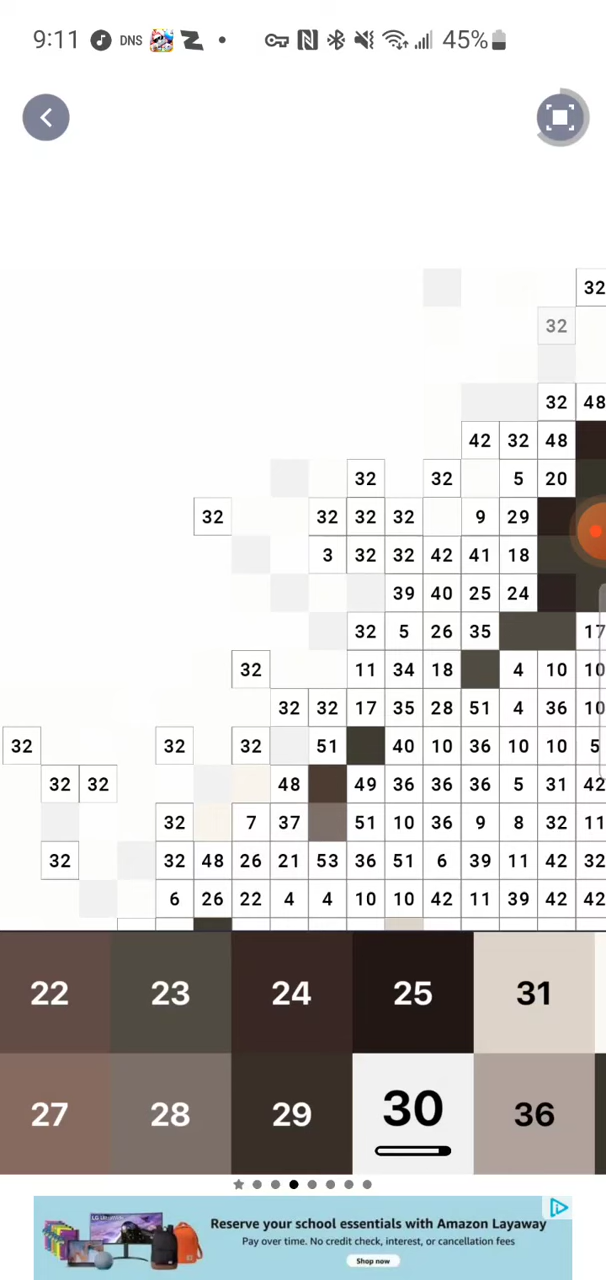 9:11 DNS 45%
32
32
32 48
42 32 48
32 32 5 20
32 32 32 32 9 29
3 32 32 42 41 18
39 40 25 24
32 5 26 35 17
32 11 34 18 4 10 10
32 32 17 35 28 51 4 36 10
32 32 32 51 40 10 36 10 10 5
32 32 48 49 36 36 36 5 31 42
32 7 37 51 10 36 9 8 32 11
32 32 48 26 21 53 36 51 6 39 11 42 32
6 26 22 4 4 10 10 42 11 39 42 42
22 23 24 25 31
27 28 29 30 36
Reserve your school essentials with Amazon Layaway
Pay over time. No credit check, interest, or cancellation fees
Shop now